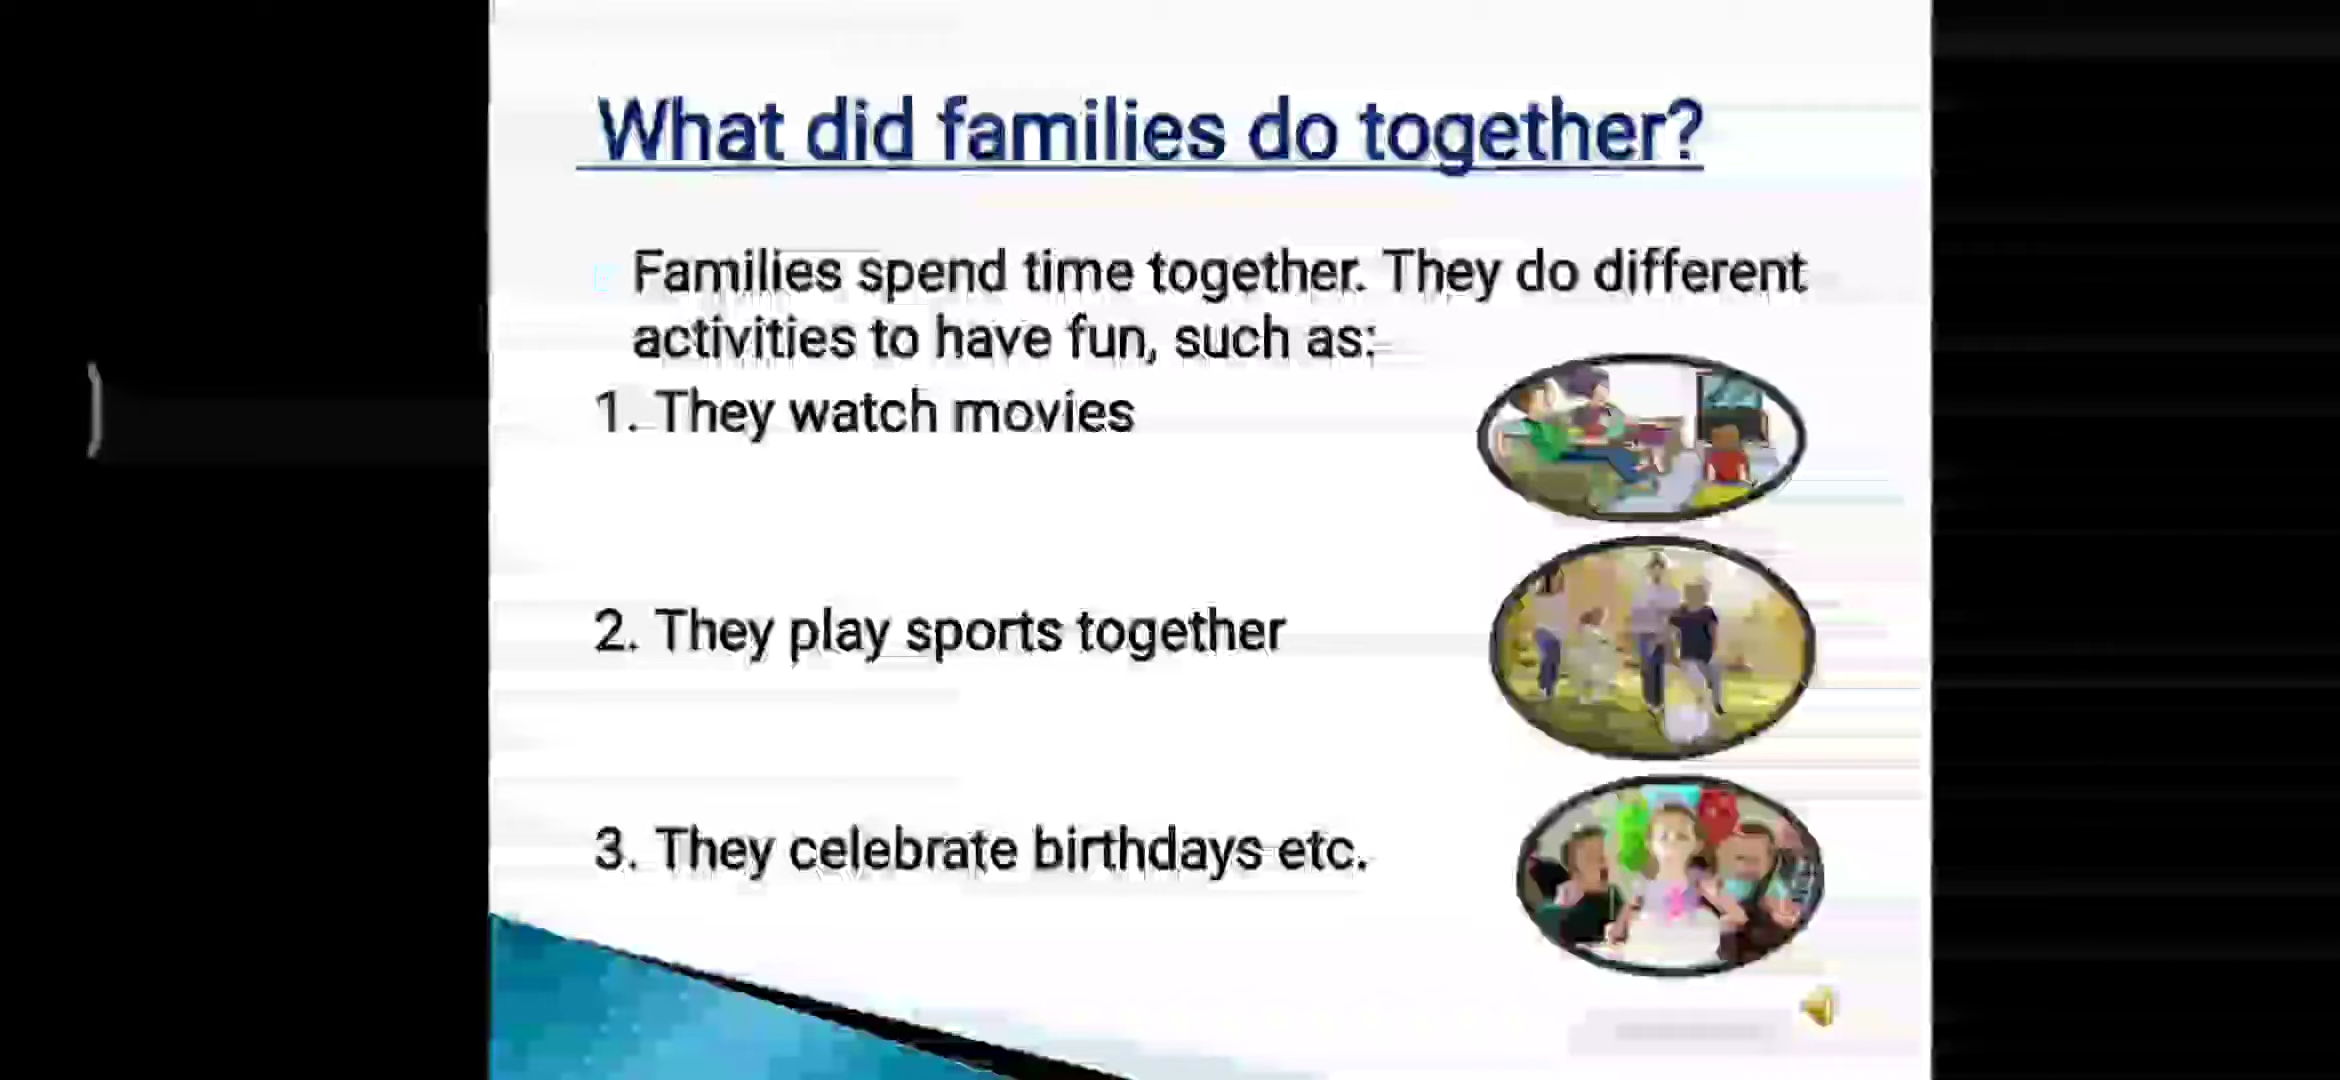 What did families do together?
Families spend time together. They do different
activities to have fun, such as:
1. They watch movies
2. They play sports together
3. They celebrate birthdays etc.